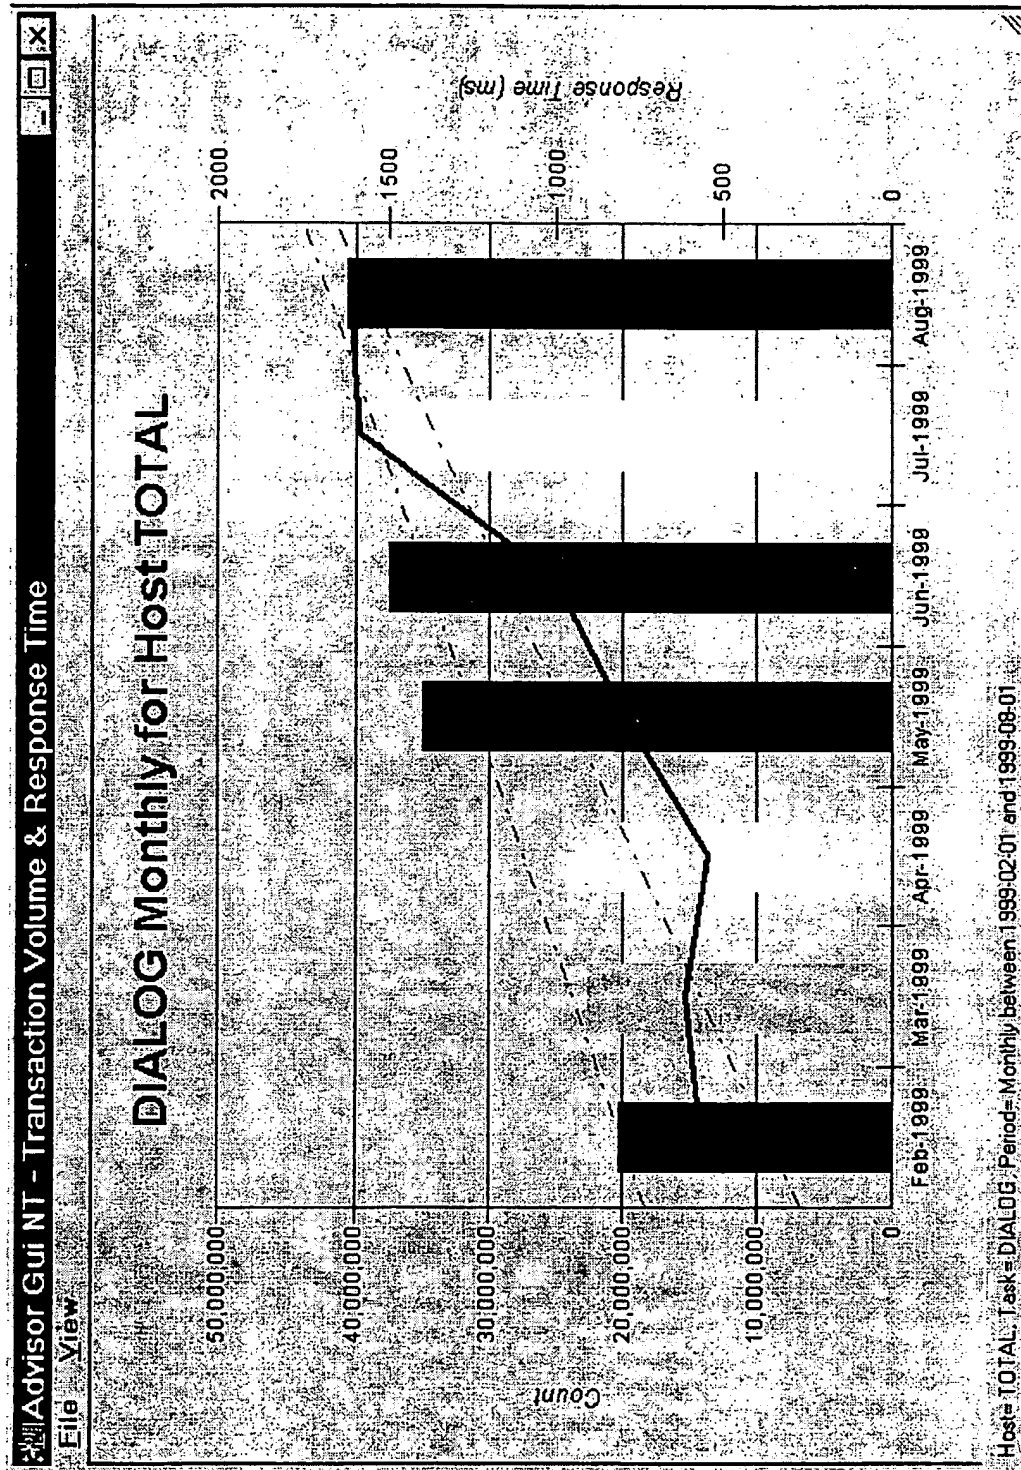 Advisor Gui NT - Transaction Volume & Response Time
File View
DIALOG Monthly for Host TOTAL
Count
50,000,000
40,000,000
30,000,000
20,000,000
10,000,000
0
Response Time (ms)
2000
1500
1000
500
0
Feb-1999 Mar-1999 Apr-1999 May-1999 Jun-1999 Jul-1999 Aug-1999
Host= TOTAL, Task= DIALOG, Period= Monthly between 1999-02-01 and 1999-08-01